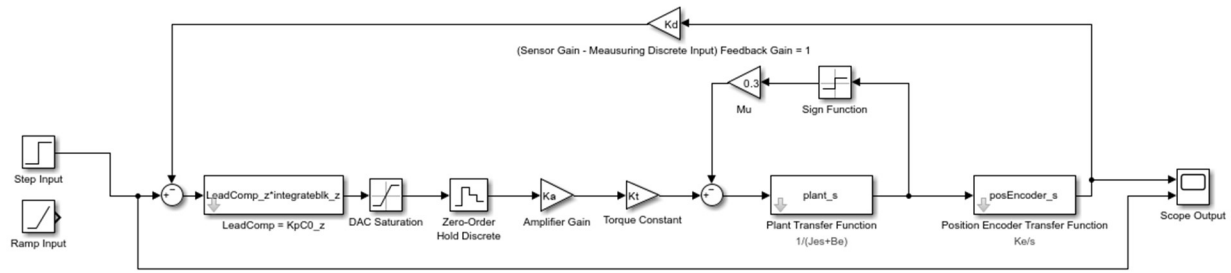 Kd
(Sensor Gain - Meausuring Discrete Input) Feedback Gain = 1
0.3
Mu
Sign Function
Step Input
Ramp Input
LeadComp_z*integrateblk_z
LeadComp = KpC0_z
DAC Saturation
Zero-Order
Hold Discrete
Ka
Amplifier Gain
Kt
Torque Constant
plant_s
Plant Transfer Function
1/(Jes+Be)
posEncoder_s
Position Encoder Transfer Function
Ke/s
Scope Output